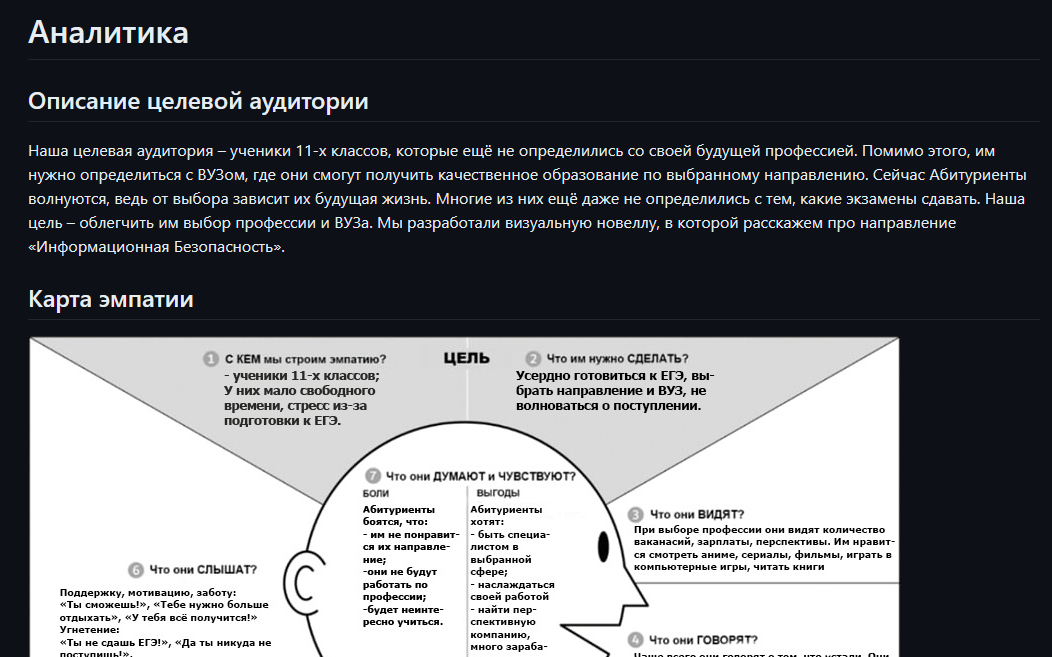 Аналитика
Описание целевой аудитории
Наша целевая аудитория – ученики 11-х классов, которые ещё не определились со своей будущей профессией. Помимо этого, им
нужно определиться с ВУЗом, где они смогут получить качественное образование по выбранному направлению. Сейчас Абитуриенты
волнуются, ведь от выбора зависит их будущая жизнь. Многие из них ещё даже не определились с тем, какие экзамены сдавать. Наша
цель – облегчить им выбор профессии и ВУЗа. Мы разработали визуальную новеллу, в которой расскажем про направление
«Информационная Безопасность».
Карта эмпатии
ЦЕЛЬ
1 С КЕМ мы строим эмпатию?
- ученики 11-х классов;
У них мало свободного
времени, стресс из-за
подготовки к ЕГЭ.
2 Что им нужно СДЕЛАТЬ?
Усердно готовиться к ЕГЭ, вы-
брать направление и ВУЗ, не
волноваться о поступлении.
7 Что они ДУМАЮТ и ЧУВСТВУЮТ?
БОЛИ
Абитуриенты
боятся, что:
- им не понравит-
ся их направле-
ние;
-они не будут
работать по
профессии;
-будет неинте-
ресно учиться.
ВЫГОДЫ
Абитуриенты
хотят:
- быть специа-
листом в
выбранной
сфере;
- наслаждаться
своей работой
- найти пер-
спективную
компанию,
много зараба-
3 Что они ВИДЯТ?
При выборе профессии они видят количество
ваканасий, зарплаты, перспективы. Им нравит-
ся смотреть аниме, сериалы, фильмы, играть в
компьютерные игры, читать книги
6 Что они СЛЫШАТ?
Поддержку, мотивацию, заботу:
«Ты сможешь!», «Тебе нужно больше
отдыхать», «У тебя всё получится!»
Угнетение:
«Ты не сдашь ЕГЭ!», «Да ты никуда не
поступишь!».
4 Что они ГОВОРЯТ?
Чаще всего они говорят о том, что устали. Они